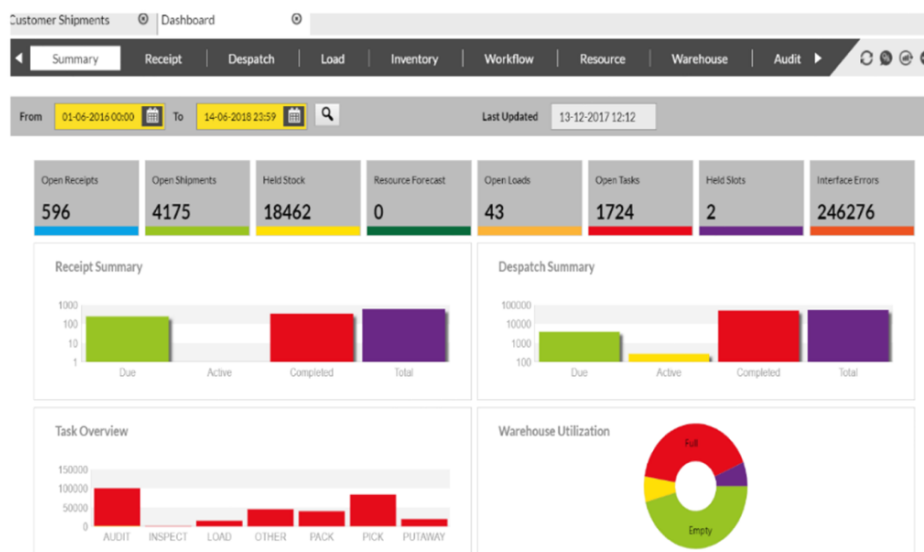 Customer Shipments Dashboard
Summary Receipt Despatch Load Inventory Workflow Resource Warehouse Audit
From 01-06-2016 00:00 To 14-06-2018 23:59 Last Updated 13-12-2017 12:12
Open Receipts Open Shipments Held Stock Resource Forecast Open Loads Open Tasks Held Slots Interface Errors
596 4175 18462 0 43 1724 2 246276
Receipt Summary
1000
100
10
1
Due Active Completed Total
Despatch Summary
100000
10000
1000
100
Due Active Completed Total
Task Overview
150000
100000
50000
0
AUDIT INSPECT LOAD OTHER PACK PICK PUTAWAY
Warehouse Utilization
Full
Empty